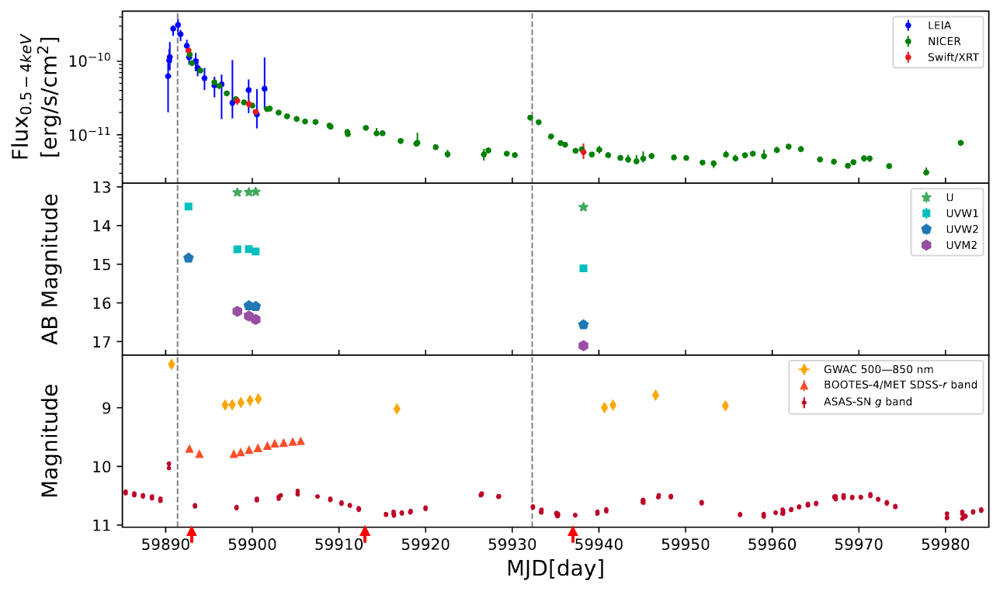 Flux0.5 − 4keV
[erg/s/cm2]
10−10
10−11
LEIA
NICER
Swift/XRT
AB Magnitude
13
14
15
16
17
U
UVW1
UVW2
UVM2
Magnitude
9
10
11
GWAC 500—850 nm
BOOTES-4/MET SDSS-r band
ASAS-SN g band
59890 59900 59910 59920 59930 59940 59950 59960 59970 59980
MJD[day]